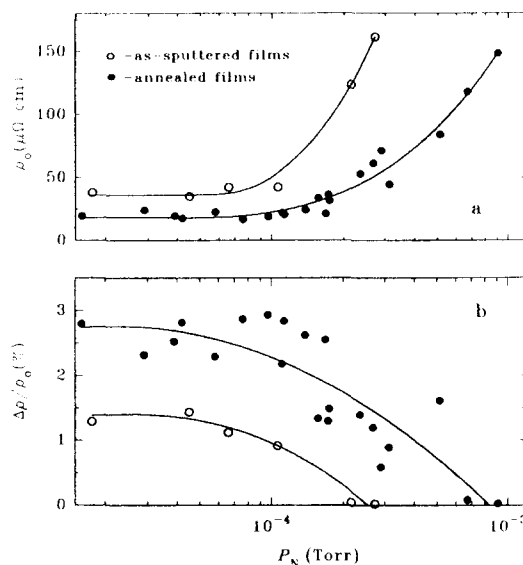 150
100
50
0
ρ₀ (μΩ cm)
○ -as-sputtered films
● -annealed films
a
3
2
1
0
Δρ/ρ₀(%)
b
10⁻⁴
10⁻³
P_N (Torr)